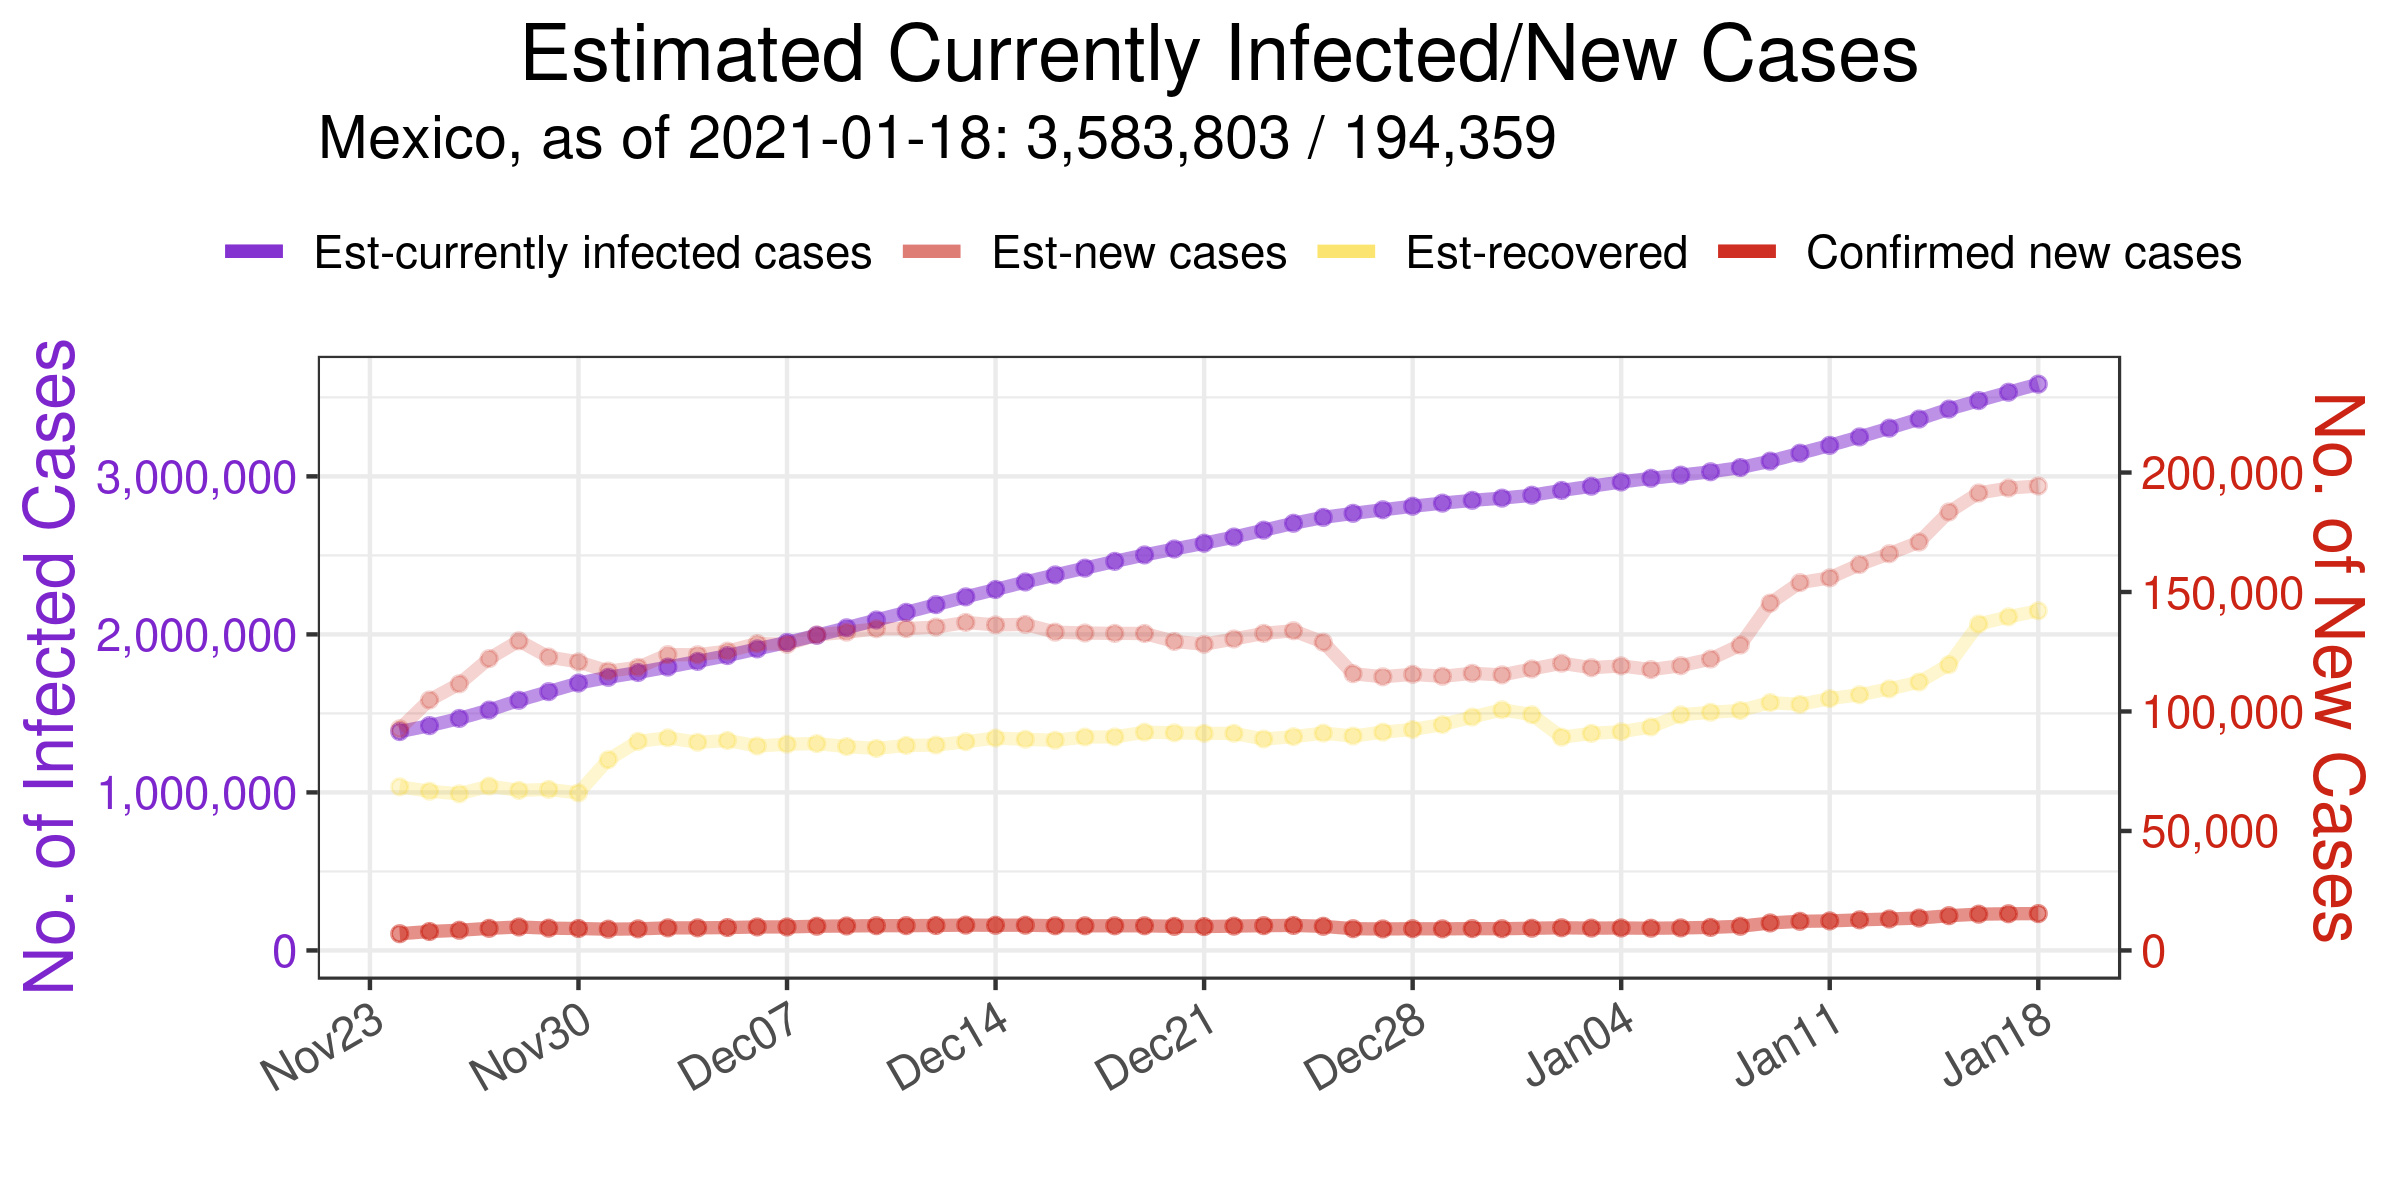 Estimated Currently Infected/New Cases
Mexico, as of 2021-01-18: 3,583,803 / 194,359
Est-currently infected cases Est-new cases Est-recovered Confirmed new cases
No. of Infected Cases
3,000,000
2,000,000
1,000,000
0
200,000
150,000
100,000
50,000
0
No. of New Cases
Nov23 Nov30 Dec07 Dec14 Dec21 Dec28 Jan04 Jan11 Jan18